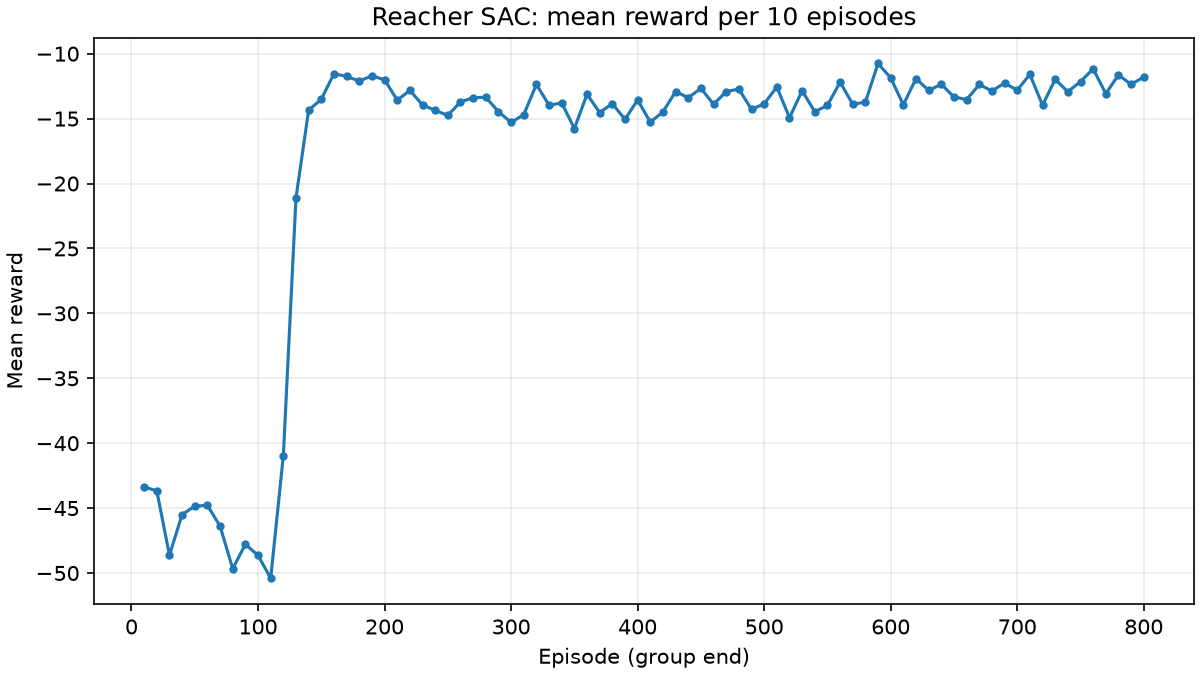 Reacher SAC: mean reward per 10 episodes
Mean reward
−10
−15
−20
−25
−30
−35
−40
−45
−50
0 100 200 300 400 500 600 700 800
Episode (group end)